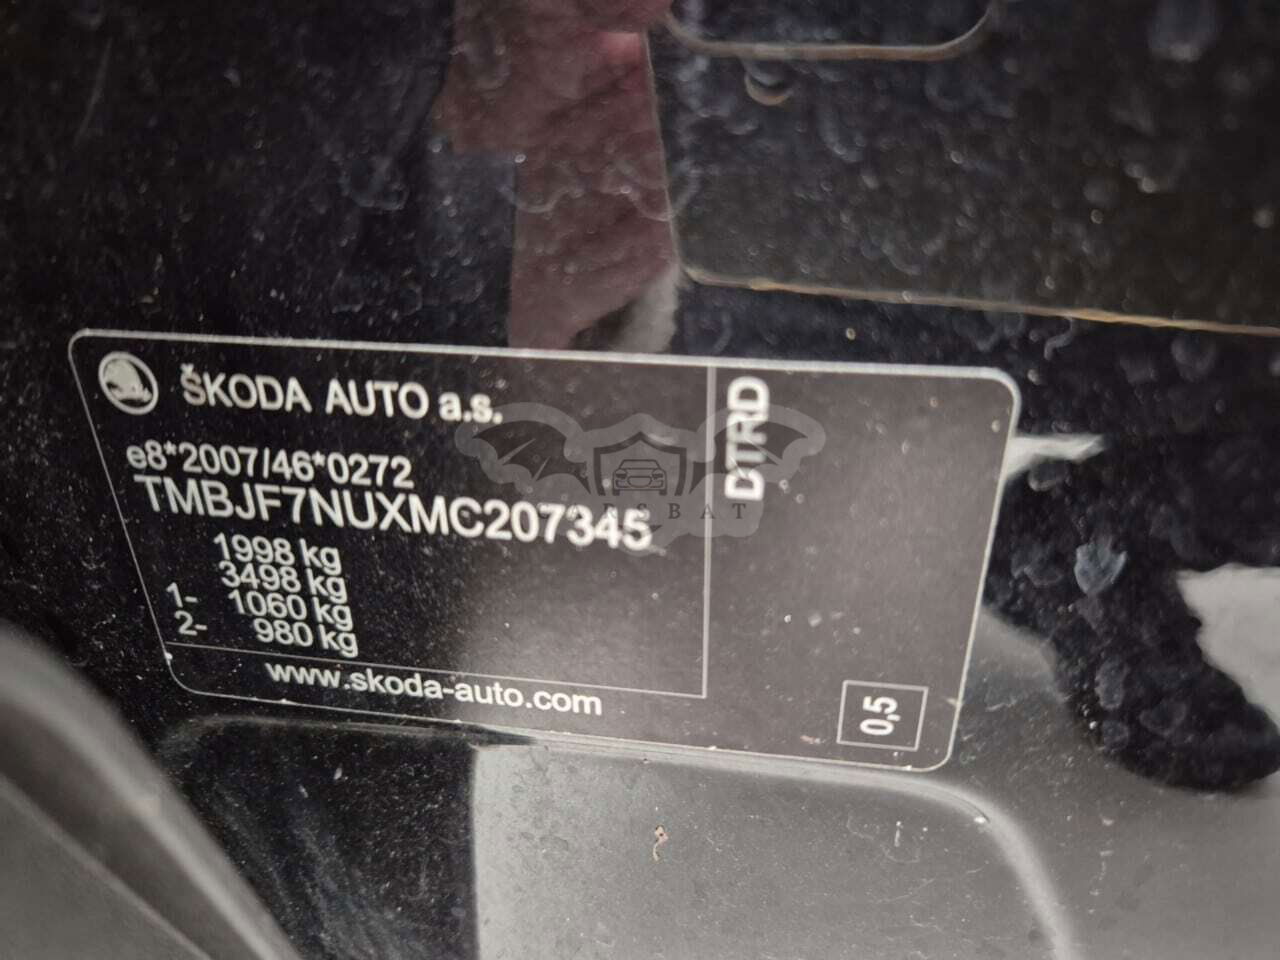 ŠKODA AUTO a.s.
e8*2007/46*0272
TMBJF7NUXMC207345
1998 kg
3498 kg
1- 1060 kg
2- 980 kg
www.skoda-auto.com
DTRD
0,5
CARSBAT